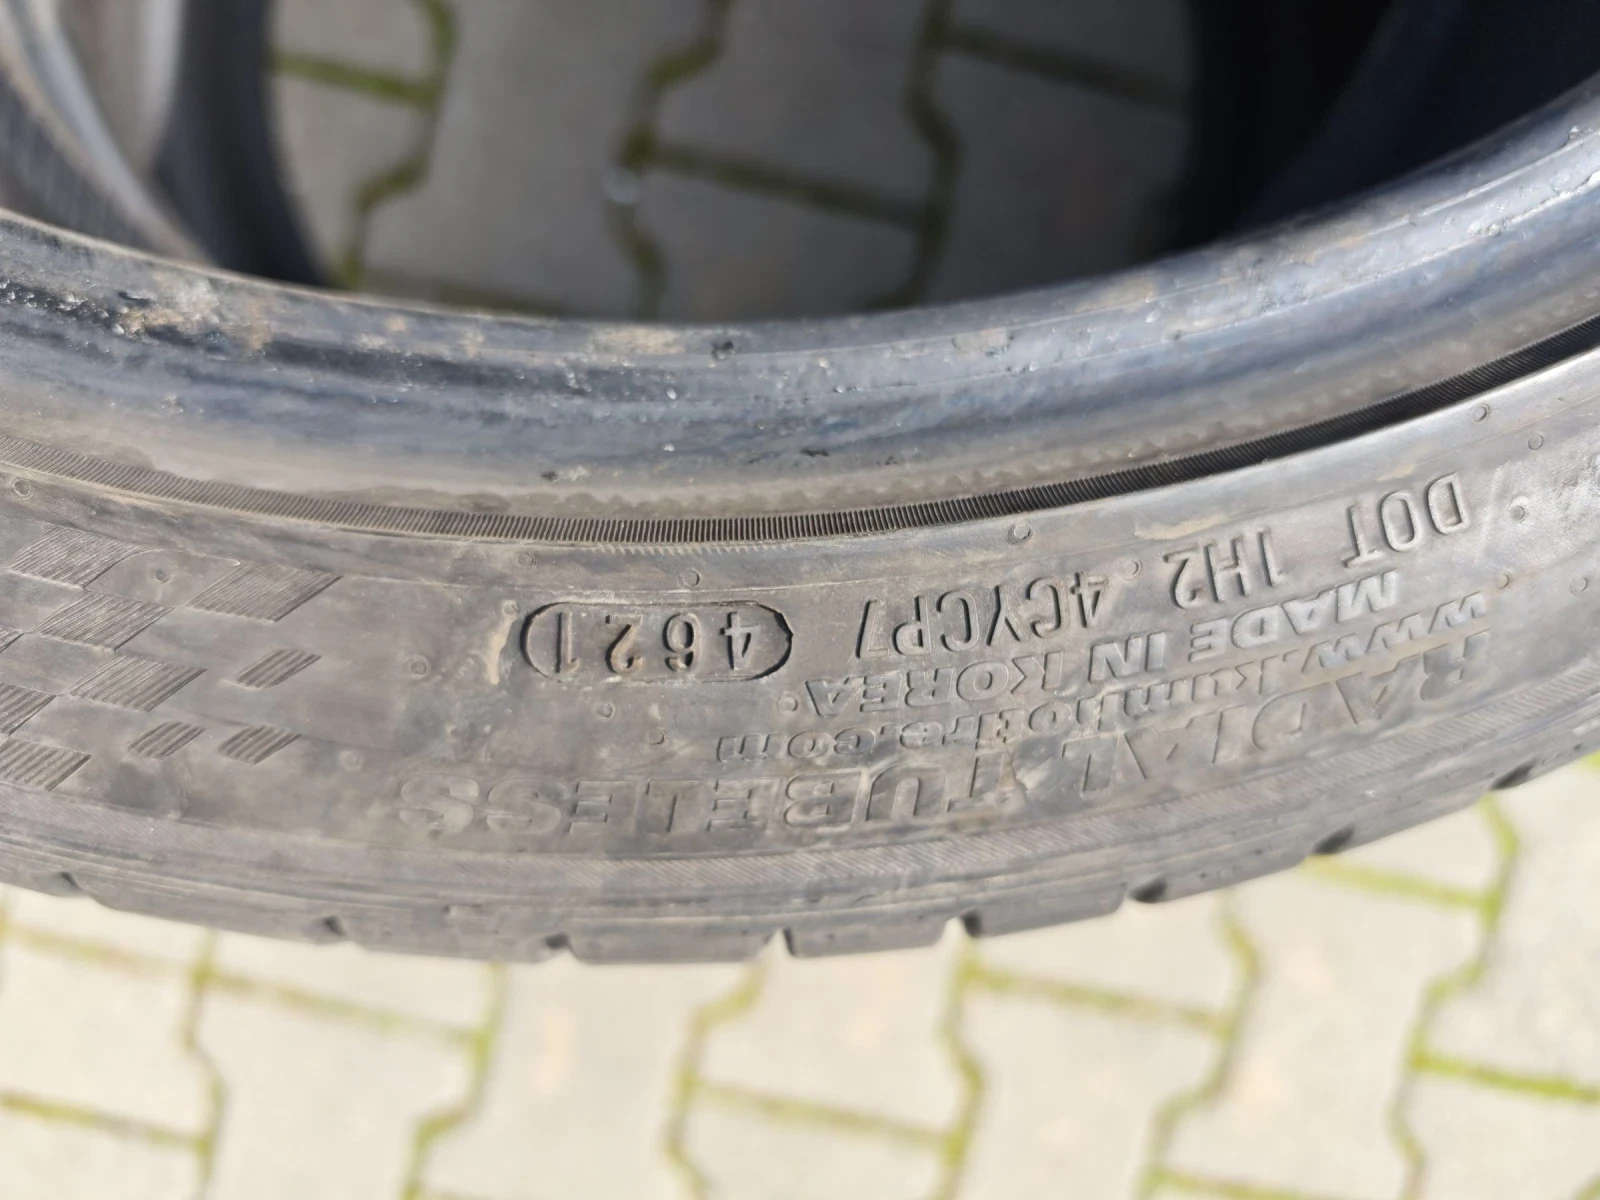 RADIAL TUBELESS
www.kumhotire.com
MADE IN KOREA
DOT 1H2 4CYCP7 4621